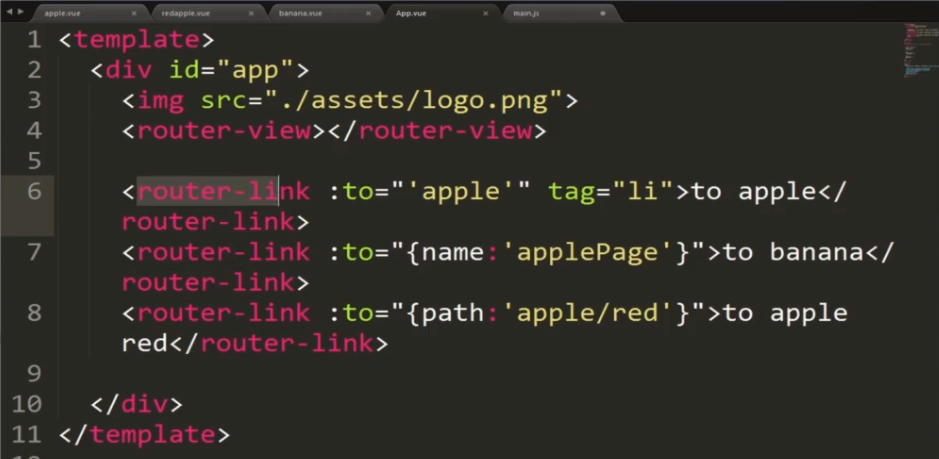 apple.vue redapple.vue banana.vue App.vue main.js
1 <template>
2 <div id="app">
3 <img src="./assets/logo.png">
4 <router-view></router-view>
5
6 <router-link :to="'apple'" tag="li">to apple</
router-link>
7 <router-link :to="{name:'applePage'}">to banana</
router-link>
8 <router-link :to="{path:'apple/red'}">to apple
red</router-link>
9
10 </div>
11 </template>